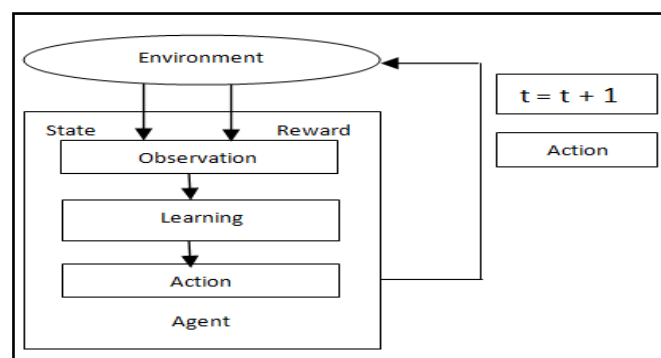 Environment
t = t + 1
State
Reward
Action
Observation
Learning
Action
Agent